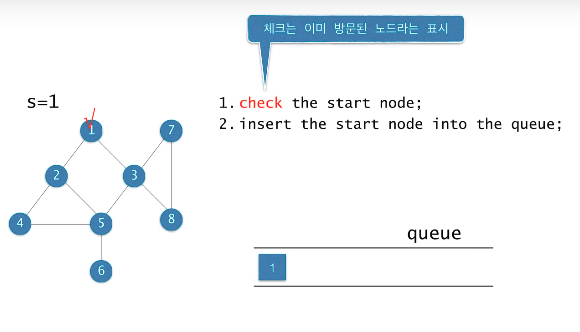 체크는 이미 방문된 노드라는 표시
s=1
1. check the start node;
2. insert the start node into the queue;
1
7
2
3
4
5
8
6
queue
1